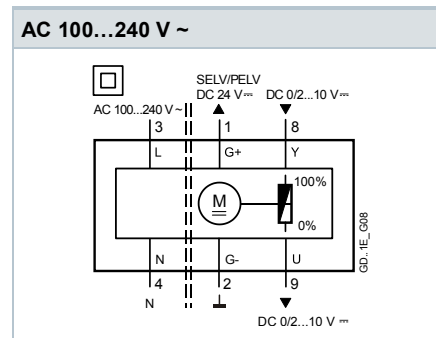 AC 100…240 V ~
SELV/PELV
DC 24 V⎓ DC 0/2...10 V⎓
AC 100...240 V~
3 1 8
L G+ Y
100%
M
0%
N G- U
4 2 9
N
DC 0/2...10 V ⎓
GD..1E_G08